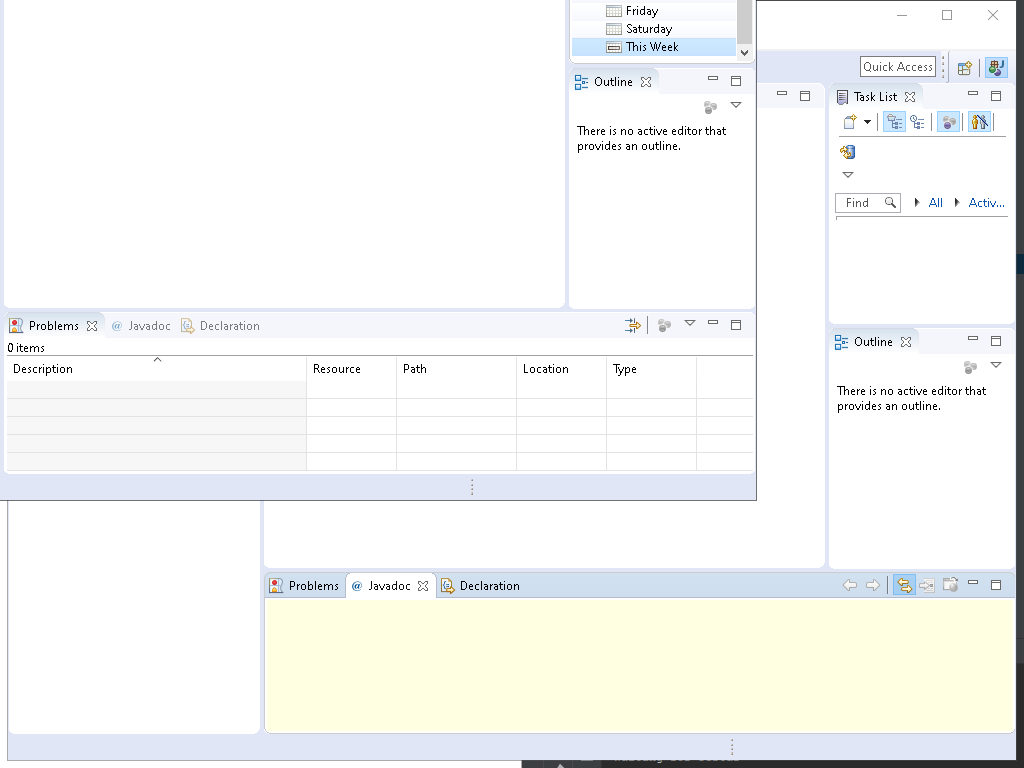 Friday
Saturday
This Week
Quick Access
Outline
Task List
There is no active editor that
provides an outline.
Find
All
Activ...
Problems
Javadoc
Declaration
0 items
Description
Resource
Path
Location
Type
Outline
There is no active editor that
provides an outline.
Problems
@ Javadoc
Declaration